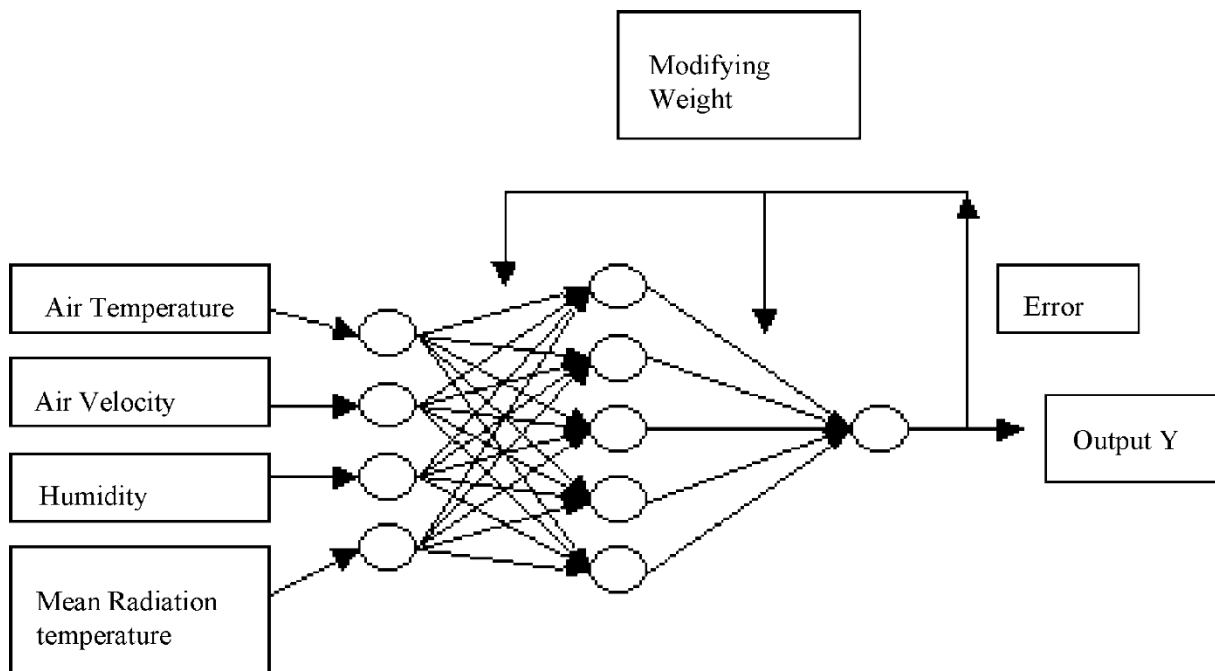 Modifying
Weight
Air Temperature
Error
Air Velocity
Output Y
Humidity
Mean Radiation
temperature